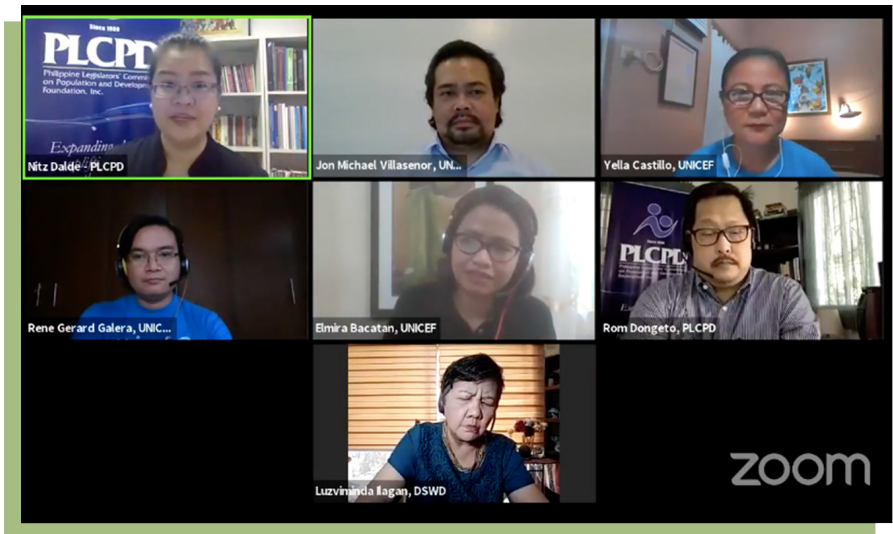 Since 1989
PLCPD
Philippine Legislators' Commi
on Population and Developm
Foundation, Inc.
Expanding
Nitz Dalde - PLCPD
Jon Michael Villasenor, UN...
Yella Castillo, UNICEF
PLCPD
Rene Gerard Galera, UNIC...
Elmira Bacatan, UNICEF
Rom Dongeto, PLCPD
Luzviminda Ilagan, DSWD
zoom